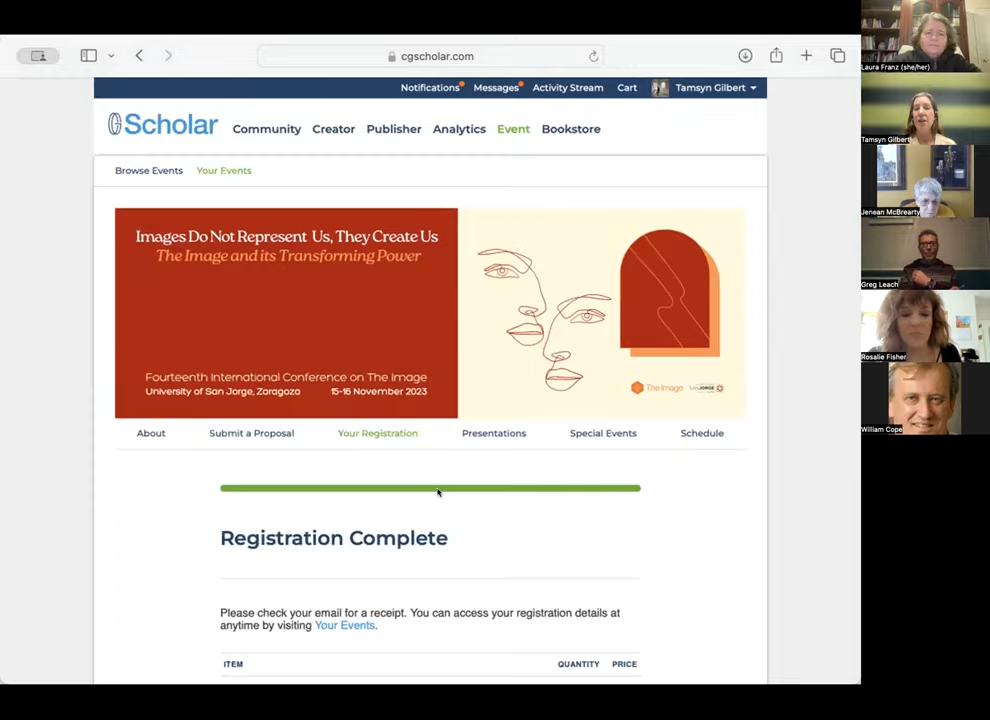 cgscholar.com
Notifications Messages Activity Stream Cart Tamsyn Gilbert
Scholar Community Creator Publisher Analytics Event Bookstore
Browse Events Your Events
Images Do Not Represent Us, They Create Us
The Image and its Transforming Power
Fourteenth International Conference on The Image
University of San Jorge, Zaragoza 15-16 November 2023
The Image
SANJORGE
About Submit a Proposal Your Registration Presentations Special Events Schedule
Registration Complete
Please check your email for a receipt. You can access your registration details at
anytime by visiting Your Events.
ITEM QUANTITY PRICE
Laura Franz (she/her)
Tamsyn Gilbert
Jenean McBrearty
Greg Leach
Rosalie Fisher
William Cope